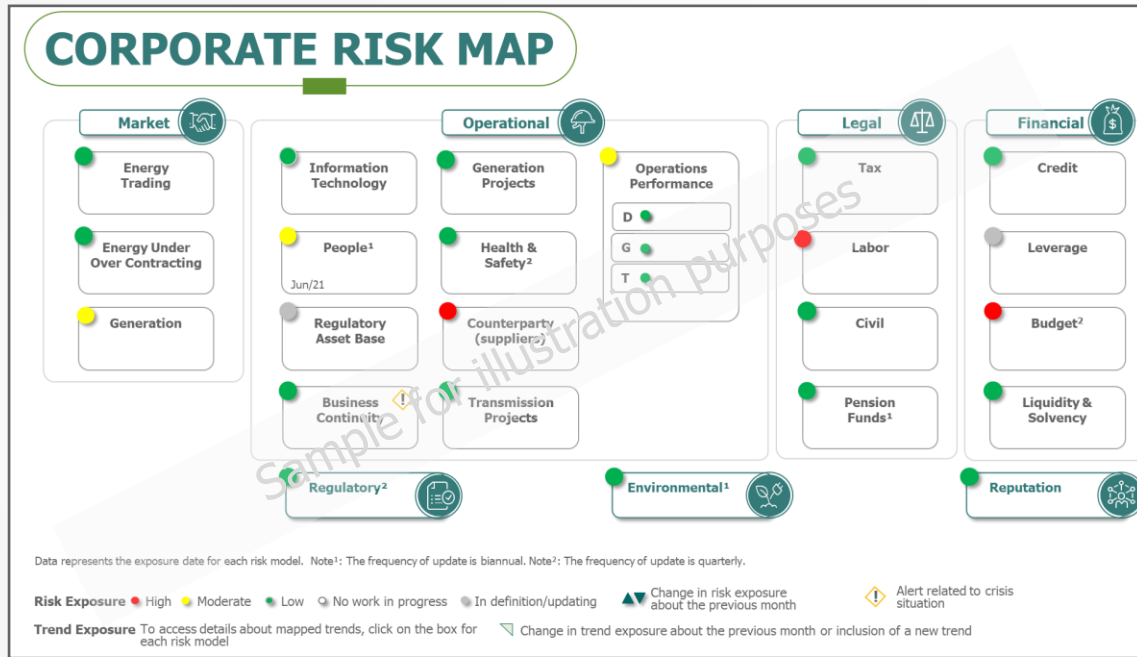 CORPORATE RISK MAP
Market
Operational
Legal
Financial
Energy
Trading
Energy Under
Over Contracting
Generation
Information
Technology
People¹
Jun/21
Regulatory
Asset Base
Business
Continuity
!
Generation
Projects
Health &
Safety²
Counterparty
(suppliers)
Transmission
Projects
Operations
Performance
D
G
T
Tax
Labor
Civil
Pension
Funds¹
Credit
$
Leverage
Budget²
Liquidity &
Solvency
Regulatory²
Environmental¹
Reputation
Sample for illustration purposes
Data represents the exposure date for each risk model. Note¹: The frequency of update is biannual. Note²: The frequency of update is quarterly.
Risk Exposure High Moderate Low No work in progress In definition/updating
Change in risk exposure
about the previous month
! Alert related to crisis
situation
Trend Exposure To access details about mapped trends, click on the box for
each risk model
Change in trend exposure about the previous month or inclusion of a new trend